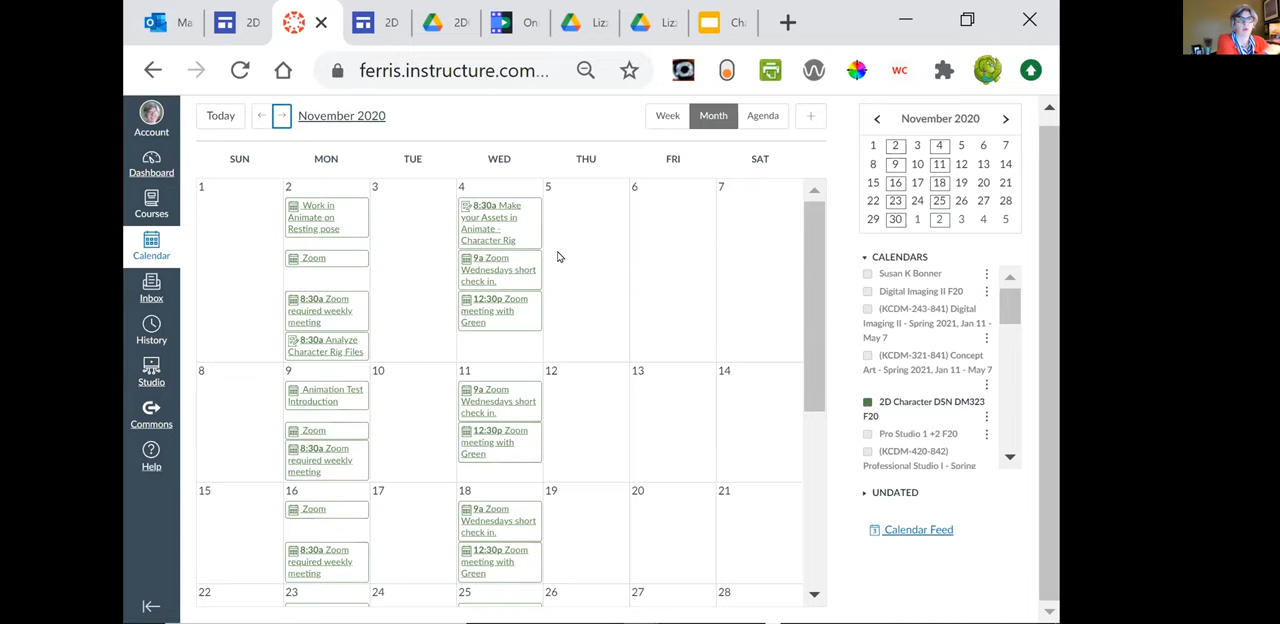 Ma
2D
2D
2D
On
Liz
Liz
Cha
ferris.instructure.com...
WC
Account
Dashboard
Courses
Calendar
Inbox
History
Studio
Commons
Help
Today
November 2020
Week
Month
Agenda
SUN MON TUE WED THU FRI SAT
1 2 3 4 5 6 7
Work in
Animate on
Resting pose
Zoom
8:30a Zoom
required weekly
meeting
8:30a Analyze
Character Rig Files
8:30a Make
your Assets in
Animate -
Character Rig
9a Zoom
Wednesdays short
check in.
12:30p Zoom
meeting with
Green
8 9 10 11 12 13 14
Animation Test
Introduction
Zoom
8:30a Zoom
required weekly
meeting
9a Zoom
Wednesdays short
check in.
12:30p Zoom
meeting with
Green
15 16 17 18 19 20 21
Zoom
8:30a Zoom
required weekly
meeting
9a Zoom
Wednesdays short
check in.
12:30p Zoom
meeting with
Green
22 23 24 25 26 27 28
November 2020
1 2 3 4 5 6 7
8 9 10 11 12 13 14
15 16 17 18 19 20 21
22 23 24 25 26 27 28
29 30 1 2 3 4 5
CALENDARS
Susan K Bonner
Digital Imaging II F20
(KCDM-243-841) Digital
Imaging II - Spring 2021, Jan 11 -
May 7
(KCDM-321-841) Concept
Art - Spring 2021, Jan 11 - May 7
2D Character DSN DM323
F20
Pro Studio 1 +2 F20
(KCDM-420-842)
Professional Studio I - Spring
UNDATED
Calendar Feed